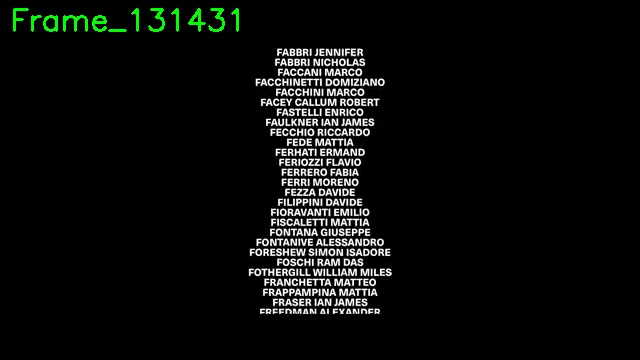 Frame_131431
FABBRI JENNIFER
FABBRI NICHOLAS
FACCANI MARCO
FACCHINETTI DOMIZIANO
FACCHINI MARCO
FACEY CALLUM ROBERT
FASTELLI ENRICO
FAULKNER IAN JAMES
FECCHIO RICCARDO
FEDE MATTIA
FERHATI ERMAND
FERIOZZI FLAVIO
FERRERO FABIA
FERRI MORENO
FEZZA DAVIDE
FILIPPINI DAVIDE
FIORAVANTI EMILIO
FISCALETTI MATTIA
FONTANA GIUSEPPE
FONTANIVE ALESSANDRO
FORESHEW SIMON ISADORE
FOSCHI RAM DAS
FOTHERGILL WILLIAM MILES
FRANCHETTA MATTEO
FRAPPAMPINA MATTIA
FRASER IAN JAMES
FREEDMAN ALEXANDER